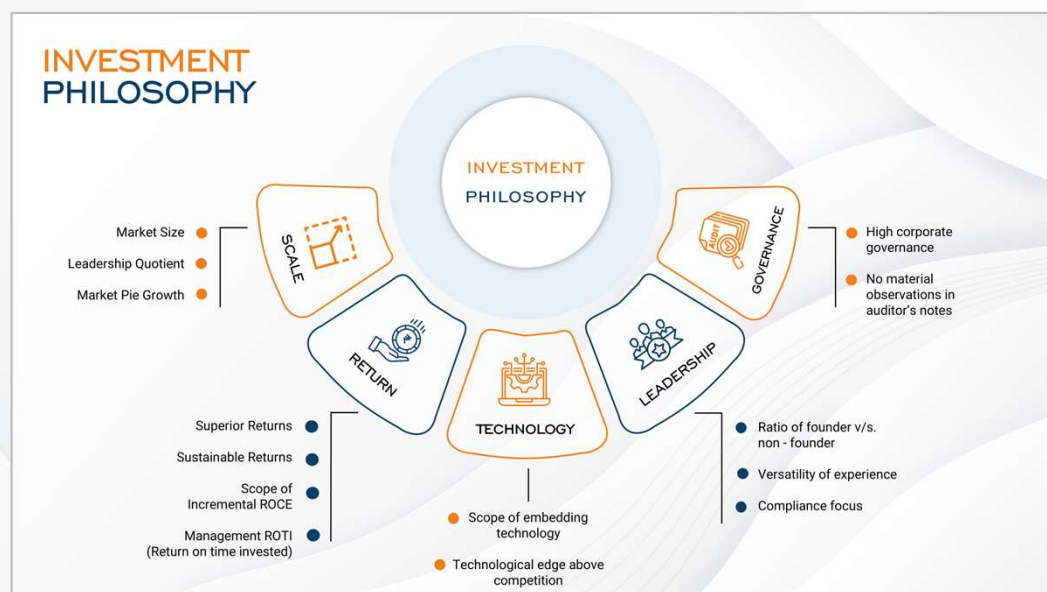 INVESTMENT
PHILOSOPHY
INVESTMENT
PHILOSOPHY
SCALE
Market Size
Leadership Quotient
Market Pie Growth
RETURN
Superior Returns
Sustainable Returns
Scope of
Incremental ROCE
Management ROTI
(Return on time invested)
TECHNOLOGY
Scope of embedding
technology
Technological edge above
competition
LEADERSHIP
Ratio of founder v/s.
non - founder
Versatility of experience
Compliance focus
AUDIT
GOVERNANCE
High corporate
governance
No material
observations in
auditor's notes